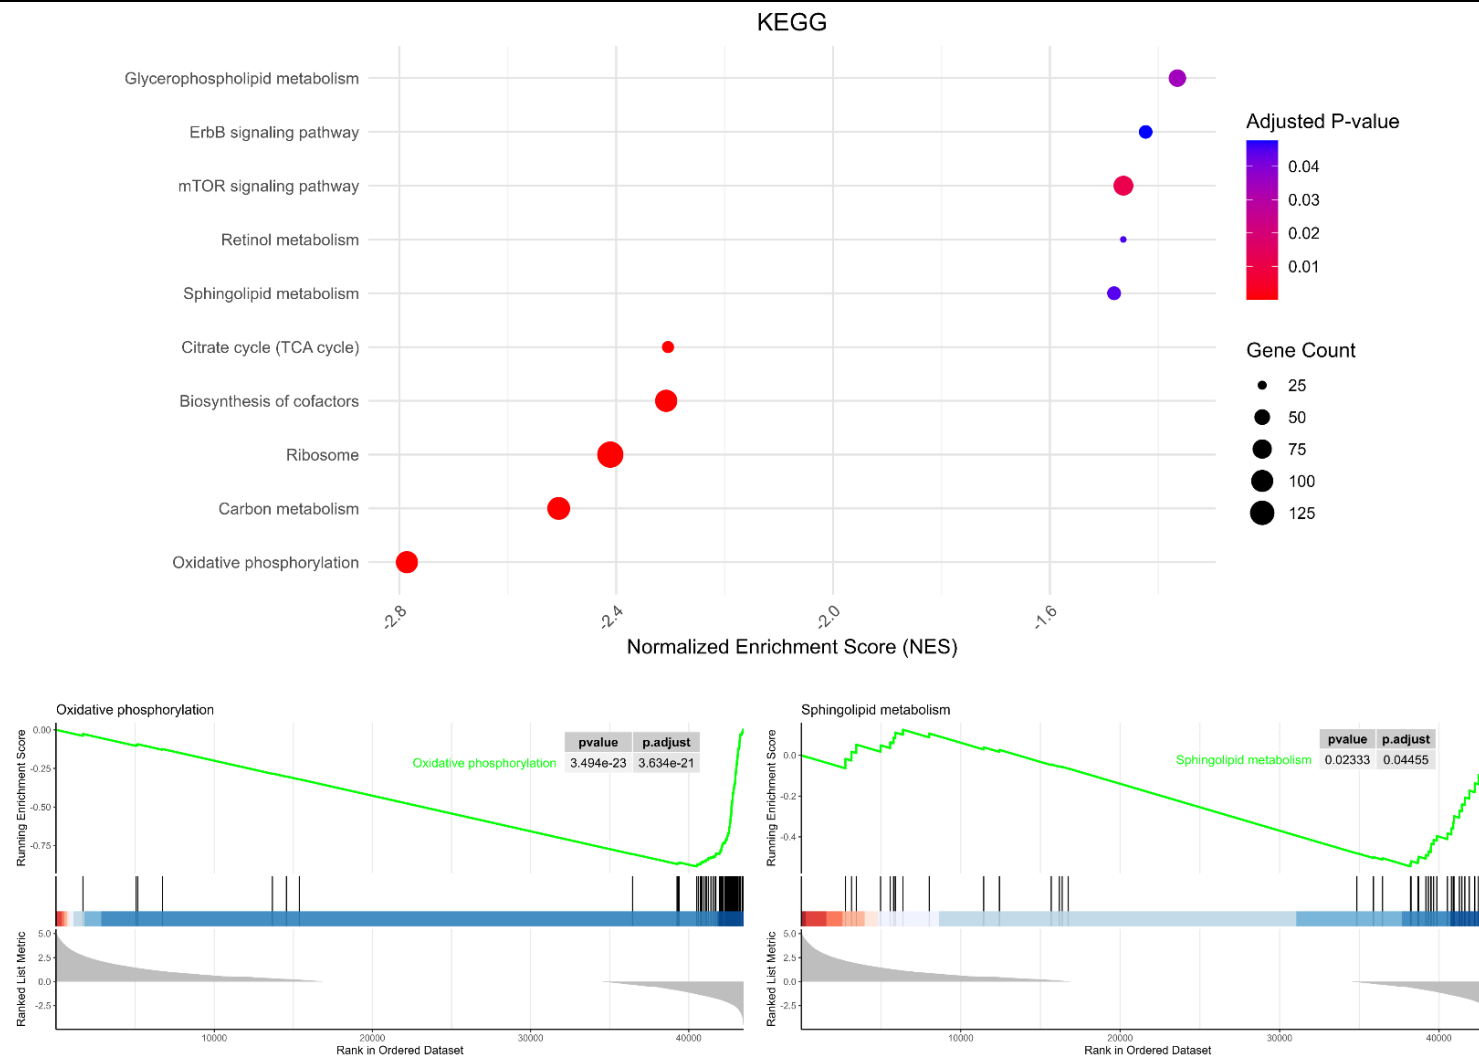 KEGG
Glycerophospholipid metabolism
ErbB signaling pathway
mTOR signaling pathway
Retinol metabolism
Sphingolipid metabolism
Citrate cycle (TCA cycle)
Biosynthesis of cofactors
Ribosome
Carbon metabolism
Oxidative phosphorylation
-2.8 -2.4 -2.0 -1.6
Normalized Enrichment Score (NES)
Adjusted P-value
0.04
0.03
0.02
0.01
Gene Count
25
50
75
100
125
Oxidative phosphorylation
Running Enrichment Score
0.00
-0.25
-0.50
-0.75
pvalue p.adjust
Oxidative phosphorylation 3.494e-23 3.634e-21
Ranked List Metric
5.0
2.5
0.0
-2.5
10000 20000 30000 40000
Rank in Ordered Dataset
Sphingolipid metabolism
Running Enrichment Score
0.0
-0.2
-0.4
pvalue p.adjust
Sphingolipid metabolism 0.02333 0.04455
Ranked List Metric
5.0
2.5
0.0
-2.5
10000 20000 30000 40000
Rank in Ordered Dataset